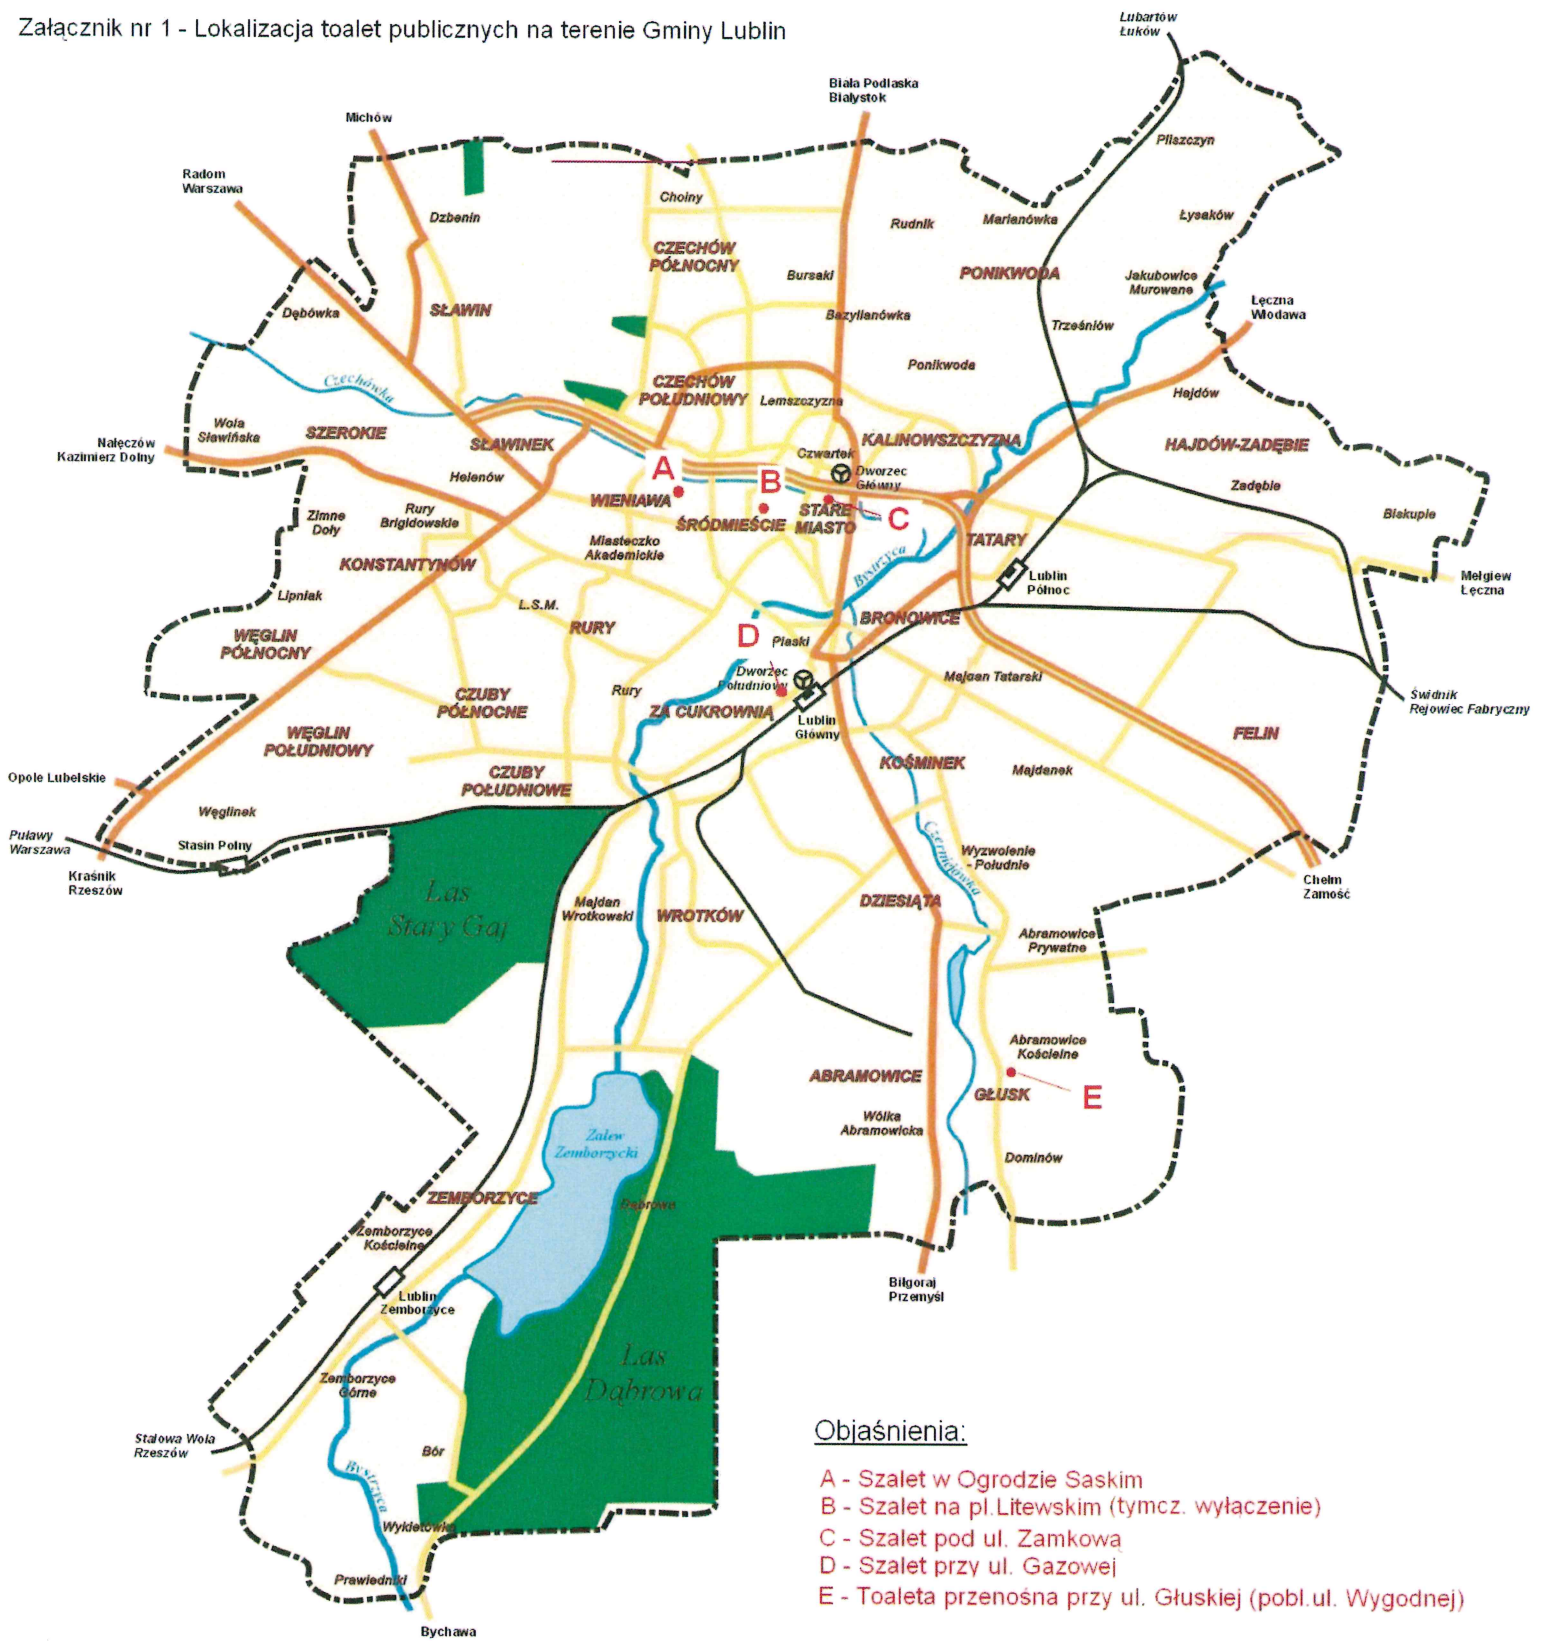 Załącznik nr 1 - Lokalizacja toalet publicznych na terenie Gminy Lublin
Lubartów
Łuków
Biała Podlaska
Białystok
Michów
Radom
Warszawa
Pliszczyn
Dzbenin
Choiny
Rudnik
Marianówka
Łysaków
CZECHÓW
PÓŁNOCNY
Bursaki
PONIKWODA
Jakubowice
Murowane
Łęczna
Włodawa
Dębówka
SŁAWIN
Bazylianówka
Trześniów
Ponikwoda
Czechówka
CZECHÓW
POŁUDNIOWY
Lemszczyzna
Hajdów
Wola
Sławińska
SZEROKIE
SŁAWINEK
KALINOWSZCZYZNA
HAJDÓW-ZADĘBIE
Nałęczów
Kazimierz Dolny
Helenów
A
B
Czwartek
Dworzec
Główny
Zadębie
WIENIAWA
ŚRÓDMIEŚCIE
STARE
MIASTO
C
Biskupie
Zimne
Doły
Rury
Brigidowskie
Miasteczko
Akademickie
TATARY
KONSTANTYNÓW
Bystrzyca
Lublin
Północ
Mełgiew
Łęczna
Lipniak
L.S.M.
RURY
BRONOWICE
WĘGLIN
PÓŁNOCNY
D
Piaski
Dworzec
Południowy
Majdan Tatarski
Rury
CZUBY
PÓŁNOCNE
ZA CUKROWNIĄ
Lublin
Główny
Świdnik
Rejowiec Fabryczny
WĘGLIN
POŁUDNIOWY
FELIN
KOŚMINEK
Majdanek
Opole Lubelskie
CZUBY
POŁUDNIOWE
Węglinek
Puławy
Warszawa
Stasin Polny
Czerniejówka
Wyzwolenie
- Południe
Kraśnik
Rzeszów
Chełm
Zamość
Las
Stary Gaj
Majdan
Wrotkowski
WROTKÓW
DZIESIĄTA
Abramowice
Prywatne
Abramowice
Kościelne
ABRAMOWICE
GŁUSK
E
Wólka
Abramowicka
Zalew
Zemborzycki
Dominów
ZEMBORZYCE
Dąbrowa
Zemborzyce
Kościelne
Lublin
Zemborzyce
Biłgoraj
Przemyśl
Las
Dąbrowa
Zemborzyce
Górne
Stalowa Wola
Rzeszów
Bór
Bystrzyca
Wykietówka
Prawiedniki
Bychawa
Objaśnienia:
A - Szalet w Ogrodzie Saskim
B - Szalet na pl.Litewskim (tymcz. wyłączenie)
C - Szalet pod ul. Zamkową
D - Szalet przy ul. Gazowej
E - Toaleta przenośna przy ul. Głuskiej (pobl.ul. Wygodnej)